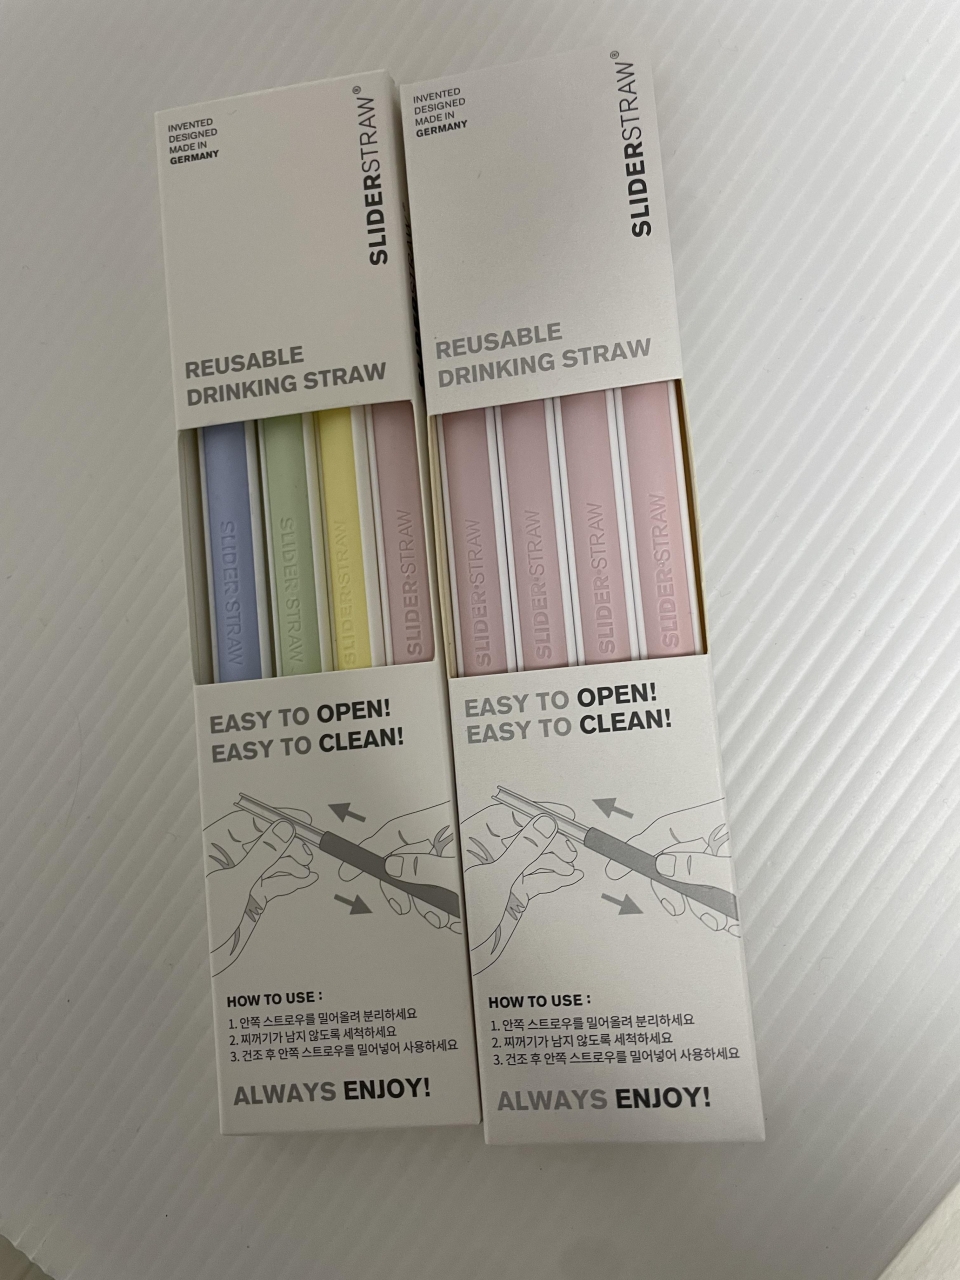 INVENTED
DESIGNED
MADE IN
GERMANY
SLIDERSTRAW®
REUSABLE
DRINKING STRAW
SLIDER·STRAW
SLIDER·STRAW
SLIDER·STRAW
SLIDER·STRAW
EASY TO OPEN!
EASY TO CLEAN!
HOW TO USE :
1. 안쪽 스트로우를 밀어올려 분리하세요
2. 찌꺼기가 남지 않도록 세척하세요
3. 건조 후 안쪽 스트로우를 밀어넣어 사용하세요
ALWAYS ENJOY!
INVENTED
DESIGNED
MADE IN
GERMANY
SLIDERSTRAW®
REUSABLE
DRINKING STRAW
SLIDER·STRAW
SLIDER·STRAW
SLIDER·STRAW
SLIDER·STRAW
EASY TO OPEN!
EASY TO CLEAN!
HOW TO USE :
1. 안쪽 스트로우를 밀어올려 분리하세요
2. 찌꺼기가 남지 않도록 세척하세요
3. 건조 후 안쪽 스트로우를 밀어넣어 사용하세요
ALWAYS ENJOY!